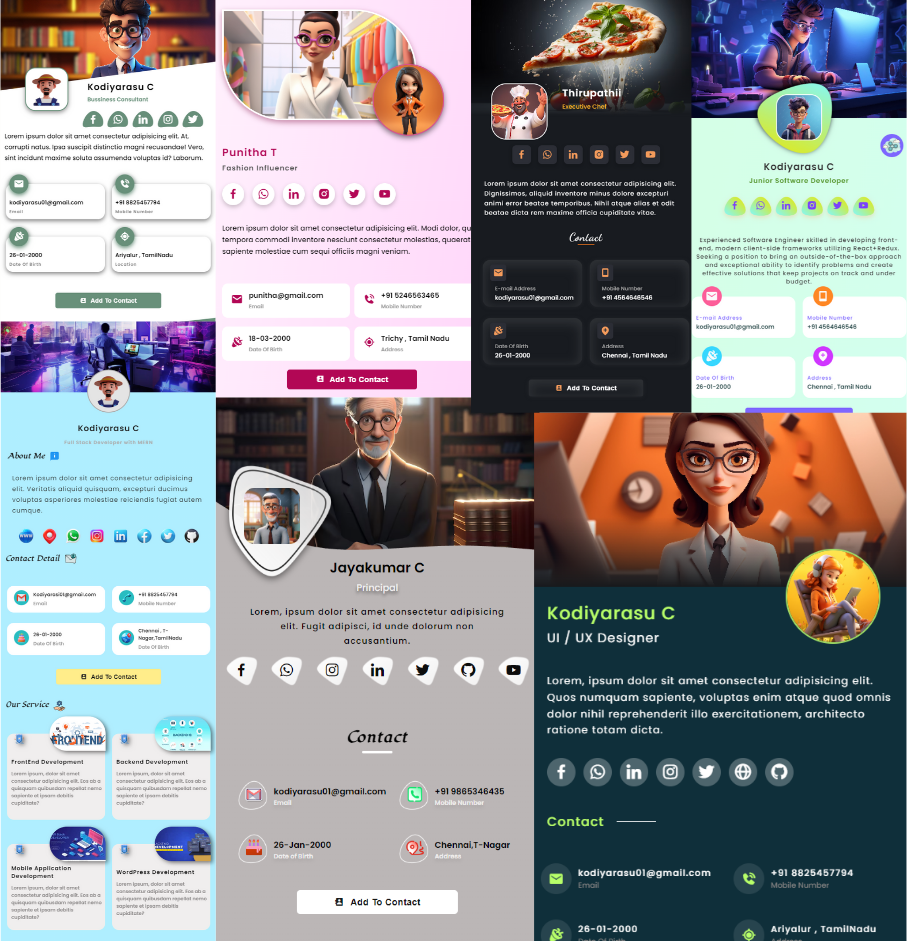 Kodiyarasu C
Bussiness Consultant
Lorem ipsum dolor sit amet consectetur adipisicing elit. At,
corrupti natus. Ipsa suscipit distinctio magni recusandae! Vero,
sint incidunt maxime soluta assumenda voluptas id? Laborum.
kodiyarasu01@gmail.com
Email
+91 8825457794
Mobile Number
26-01-2000
Date Of Birth
Ariyalur , TamilNadu
Location
Add To Contact
Punitha T
Fashion Influencer
Lorem ipsum dolor sit amet consectetur adipisicing elit. Modi dolor, qu
tempora commodi inventore nesciunt consectetur molestias, quaerat
sapiente molestiae cum sequi officiis magni veniam.
punitha@gmail.com
Email
+91 5246563465
Mobile Number
18-03-2000
Date Of Birth
Trichy , Tamil Nadu
Address
Add To Contact
Thirupathii
Executive Chef
Lorem ipsum dolor sit amet consectetur adipisicing elit.
Dignissimos, aliquid inventore minus dolore excepturi
animi error beatae temporibus. Nihil alias odit et
beatae dicta rem maxime officia cupiditate vitae.
Contact
E-mail Address
kodiyarasu01@gmail.com
Mobile Number
+91 4564646546
Date Of Birth
26-01-2000
Address
Chennai , Tamil Nadu
Add To Contact
Kodiyarasu C
Junior Software Developer
Experienced Software Engineer skilled in developing front-
end, modern client-side frameworks utilizing React+Redux.
Seeking a position to bring an outside-of-the-box approach
and exceptional ability to identify problems and create
effective solutions that keep projects on track and under
budget.
E-mail Address
kodiyarasu01@gmail.com
Mobile Number
+91 4564646546
Date Of Birth
26-01-2000
Address
Chennai , Tamil Nadu
Kodiyarasu C
Full Stack Developer with MERN
About Me
Lorem ipsum dolor sit amet consectetur adipisicing
elit. Veritatis aliquid quisquam, excepturi ducimus
voluptas asperiores molestiae reiciendis fugiat autem
cumque.
www
Contact Detail
Kodiyarasi01@gmail.com
Email
+91 8825457794
Mobile Number
26-01-2000
Date Of Birth
Chennai , T-
Nagar,TamilNadu
Date Of Birth
Add To Contact
Our Service
FRONTEND
FrontEnd Development
Lorem ipsum, dolor sit amet
consectetur adipisicing elit. Eos ab a
quisquam quibusdam repellat nemo
sapiente et ipsam debitis
cupiditate?
Backend Development
Lorem ipsum, dolor sit amet
consectetur adipisicing elit. Eos ab a
quisquam quibusdam repellat nemo
sapiente et ipsam debitis
cupiditate?
Mobile Application
Development
Lorem ipsum, dolor sit amet
consectetur adipisicing elit. Eos ab a
quisquam quibusdam repellat nemo
sapiente et ipsam debitis
cupiditate?
WordPress Development
Lorem ipsum, dolor sit amet
consectetur adipisicing elit. Eos ab a
quisquam quibusdam repellat nemo
sapiente et ipsam debitis
cupiditate?
Jayakumar C
Principal
Lorem, ipsum dolor sit amet consectetur adipisicing
elit. Fugit adipisci, id unde dolorum non
accusantium.
Contact
kodiyarasu01@gmail.com
Email
+91 9865346435
Mobile Number
26-Jan-2000
Date of Birth
Chennai,T-Nagar
Address
Add To Contact
Kodiyarasu C
UI / UX Designer
Lorem, ipsum dolor sit amet consectetur adipisicing elit.
Quos numquam sapiente, voluptas enim atque quod omnis
dolor nihil reprehenderit illo exercitationem, architecto
ratione totam dicta.
Contact
kodiyarasu01@gmail.com
Email
+91 8825457794
Mobile Number
26-01-2000
Date Of Birth
Ariyalur , TamilNadu
Address